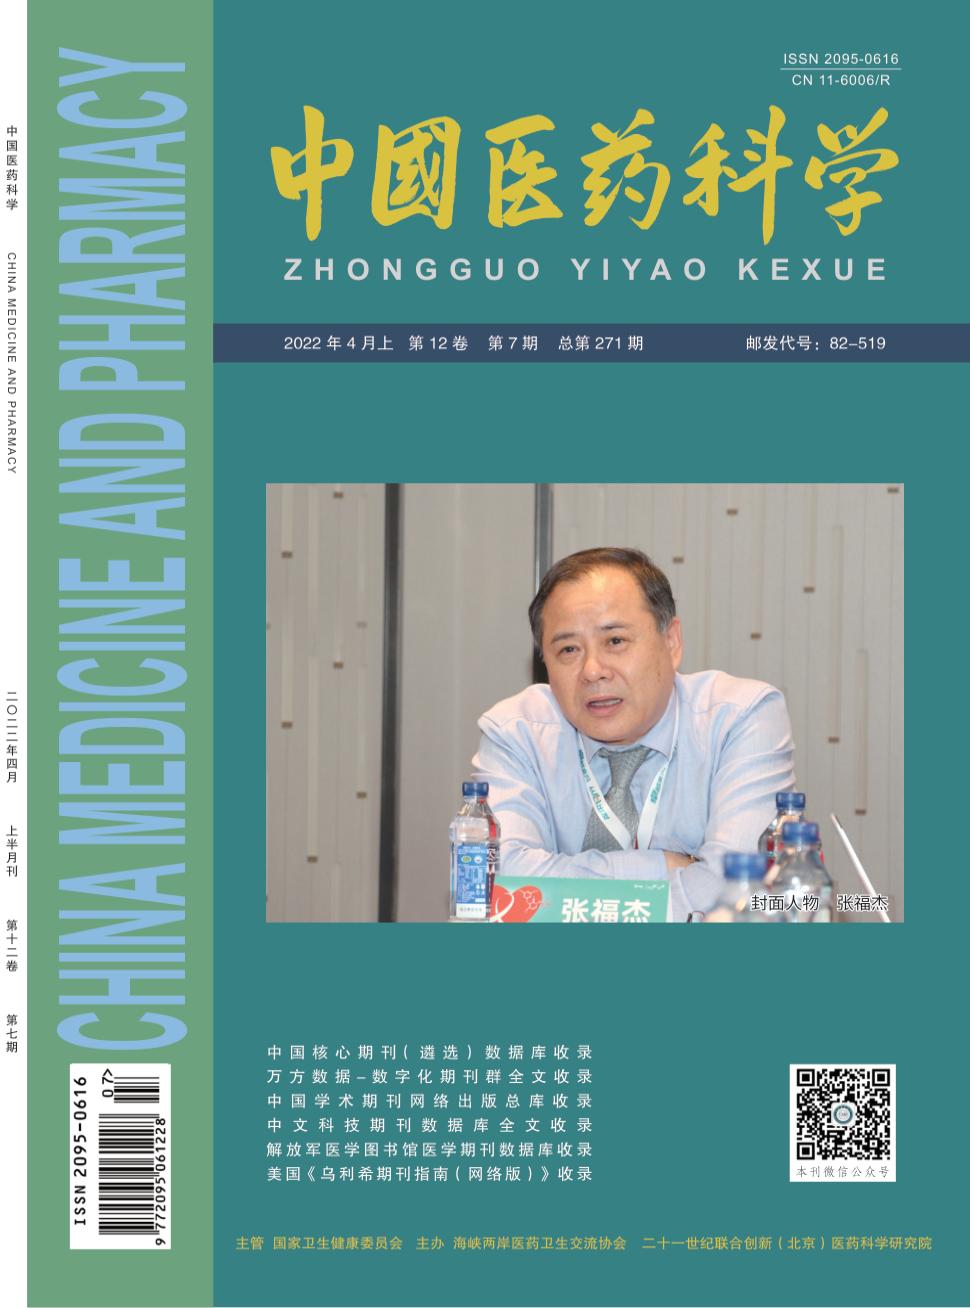 中国医药科学 CHINA MEDICINE AND PHARMACY 二〇二二年四月 上半月刊 第十二卷 第七期
CHINA MEDICINE AND PHARMACY
ISSN 2095-0616
CN 11-6006/R
中國医药科学
ZHONGGUO YIYAO KEXUE
2022年4月上 第12卷 第7期 总第271期 邮发代号：82-519
张福杰
封面人物 张福杰
中国核心期刊（遴选）数据库收录
万方数据-数字化期刊群全文收录
中国学术期刊网络出版总库收录
中文科技期刊数据库全文收录
解放军医学图书馆医学期刊数据库收录
美国《乌利希期刊指南（网络版）》收录
本刊微信公众号
ISSN 2095-0616
07>
9 772095 061228
主管 国家卫生健康委员会 主办 海峡两岸医药卫生交流协会 二十一世纪联合创新（北京）医药科学研究院